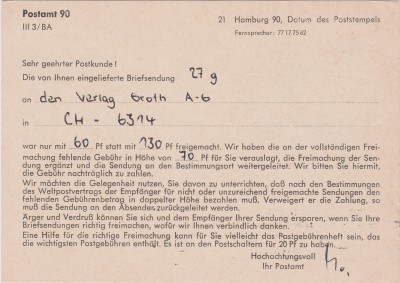 Postamt 90
III 3/BA
21 Hamburg 90, Datum des Poststempels
Fernsprecher: 77 17 75 42
Sehr geehrter Postkunde!
Die von Ihnen eingelieferte Briefsendung 27 g
an den Verlag Groth A-G
in CH - 6314
war nur mit 60 Pf statt mit 130 Pf freigemacht. Wir haben die an der vollständigen Frei-
machung fehlende Gebühr in Höhe von 70 Pf für Sie verauslagt, die Freimachung der Sen-
dung ergänzt und die Sendung an den Bestimmungsort weitergeleitet. Wir bitten Sie hiermit,
die Gebühr nachträglich zu zahlen.
Wir möchten die Gelegenheit nutzen, Sie davon zu unterrichten, daß nach den Bestimmungen
des Weltpostvertrags der Empfänger für nicht oder unzureichend freigemachte Sendungen den
fehlenden Gebührenbetrag in doppelter Höhe bezahlen muß. Verweigert er die Zahlung, so
muß die Sendung an den Absender zurückgeleitet werden.
Ärger und Verdruß können Sie sich und dem Empfänger Ihrer Sendung ersparen, wenn Sie Ihre
Briefsendungen richtig freimachen, wofür wir Ihnen verbindlich danken.
Eine Hilfe für die richtige Freimachung kann für Sie vielleicht das Postgebührenheft sein, das
die wichtigsten Postgebühren enthält. Es ist an den Postschaltern für 20 Pf zu haben.
Hochachtungsvoll
Ihr Postamt